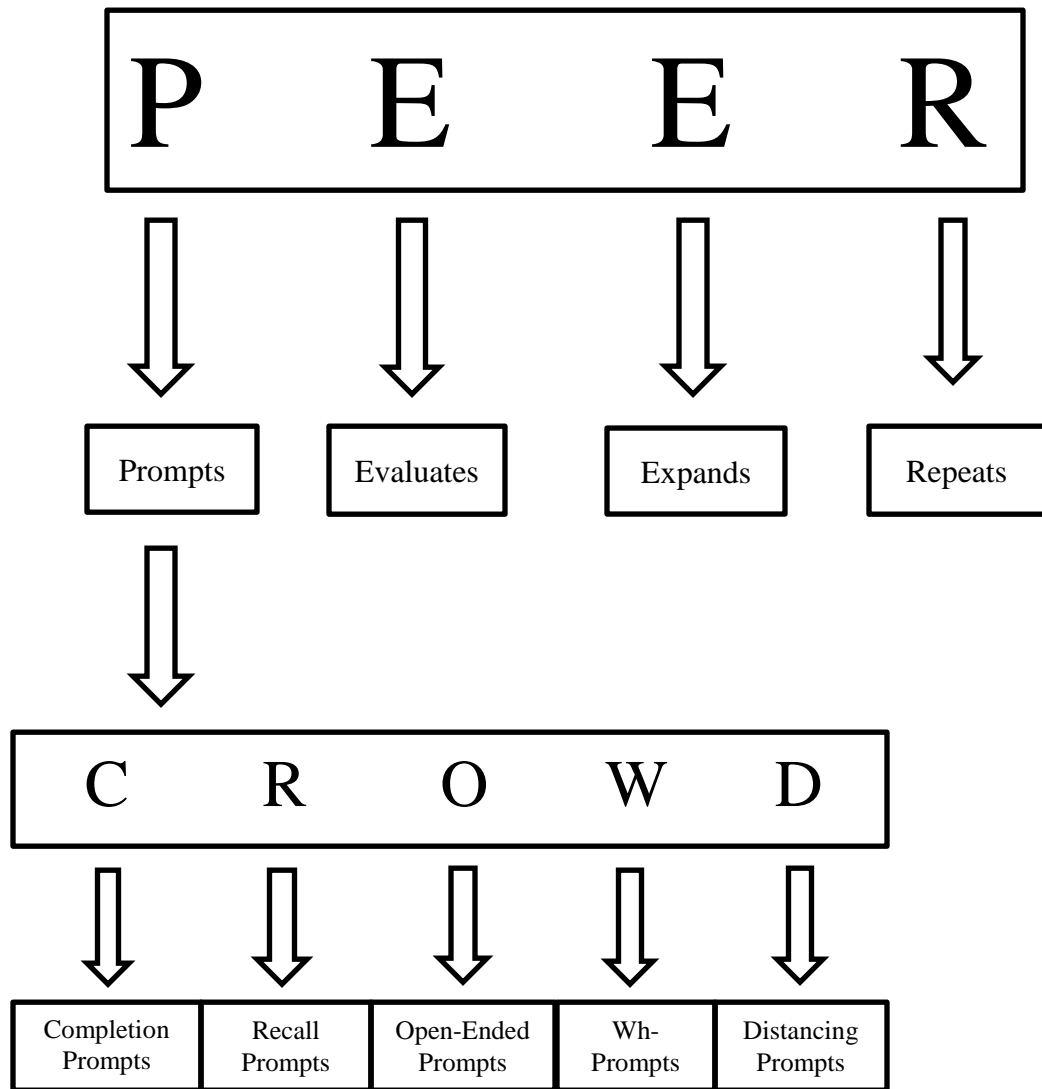 P E E R
Prompts Evaluates Expands Repeats
C R O W D
Completion Prompts
Recall Prompts
Open-Ended Prompts
Wh- Prompts
Distancing Prompts